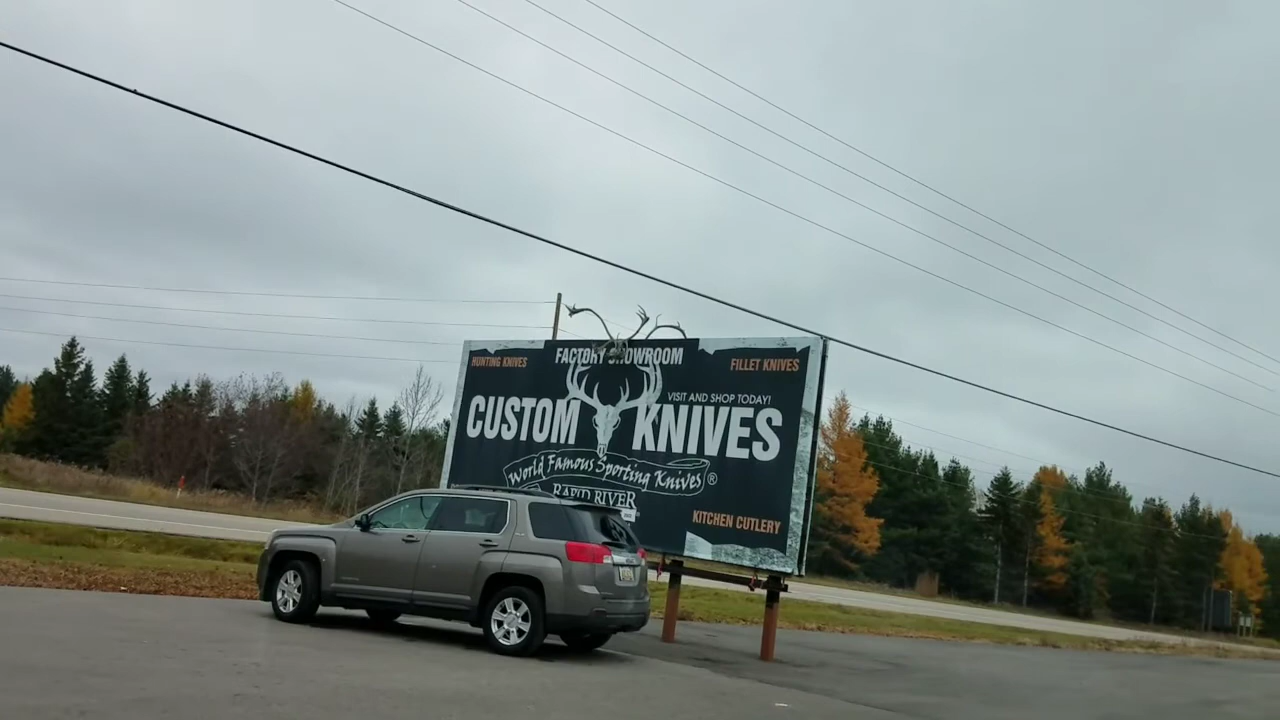 HUNTING KNIVES
FACTORY SHOWROOM
FILLET KNIVES
VISIT AND SHOP TODAY!
CUSTOM KNIVES
World Famous Sporting Knives®
RAPID RIVER
KITCHEN CUTLERY